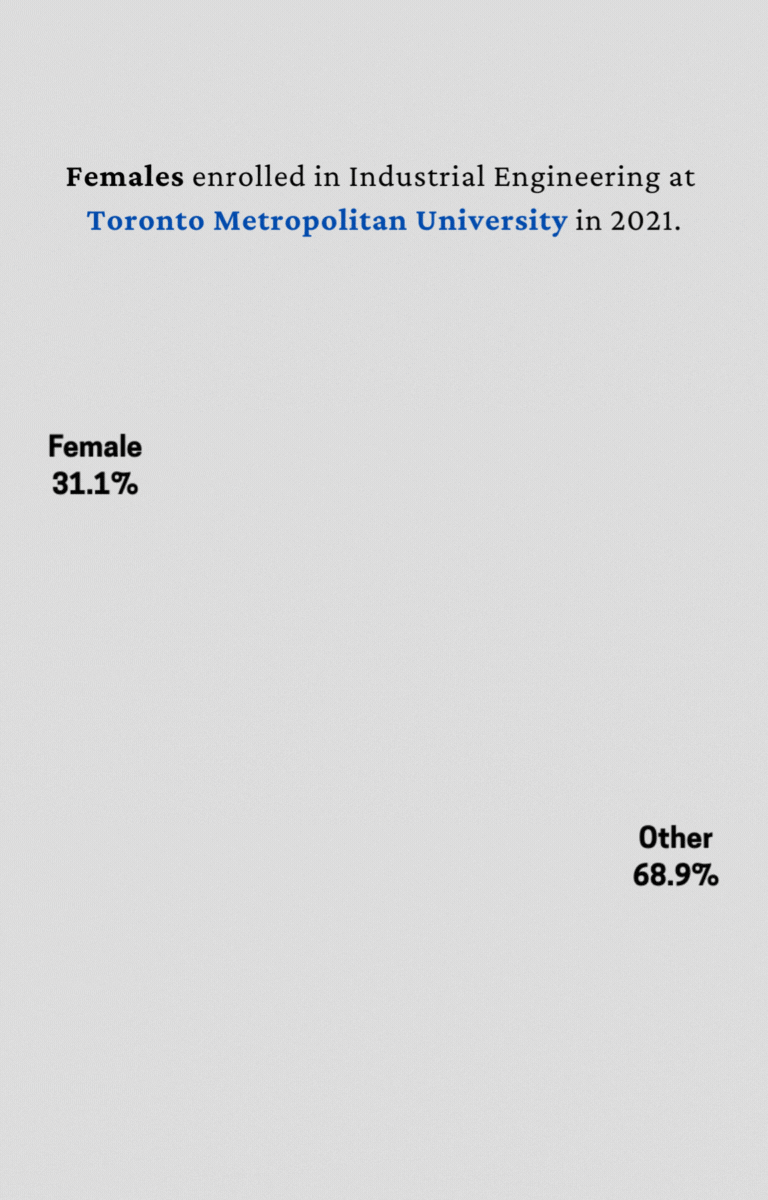 Females enrolled in Industrial Engineering at
Toronto Metropolitan University in 2021.
Female
31.1%
Other
68.9%